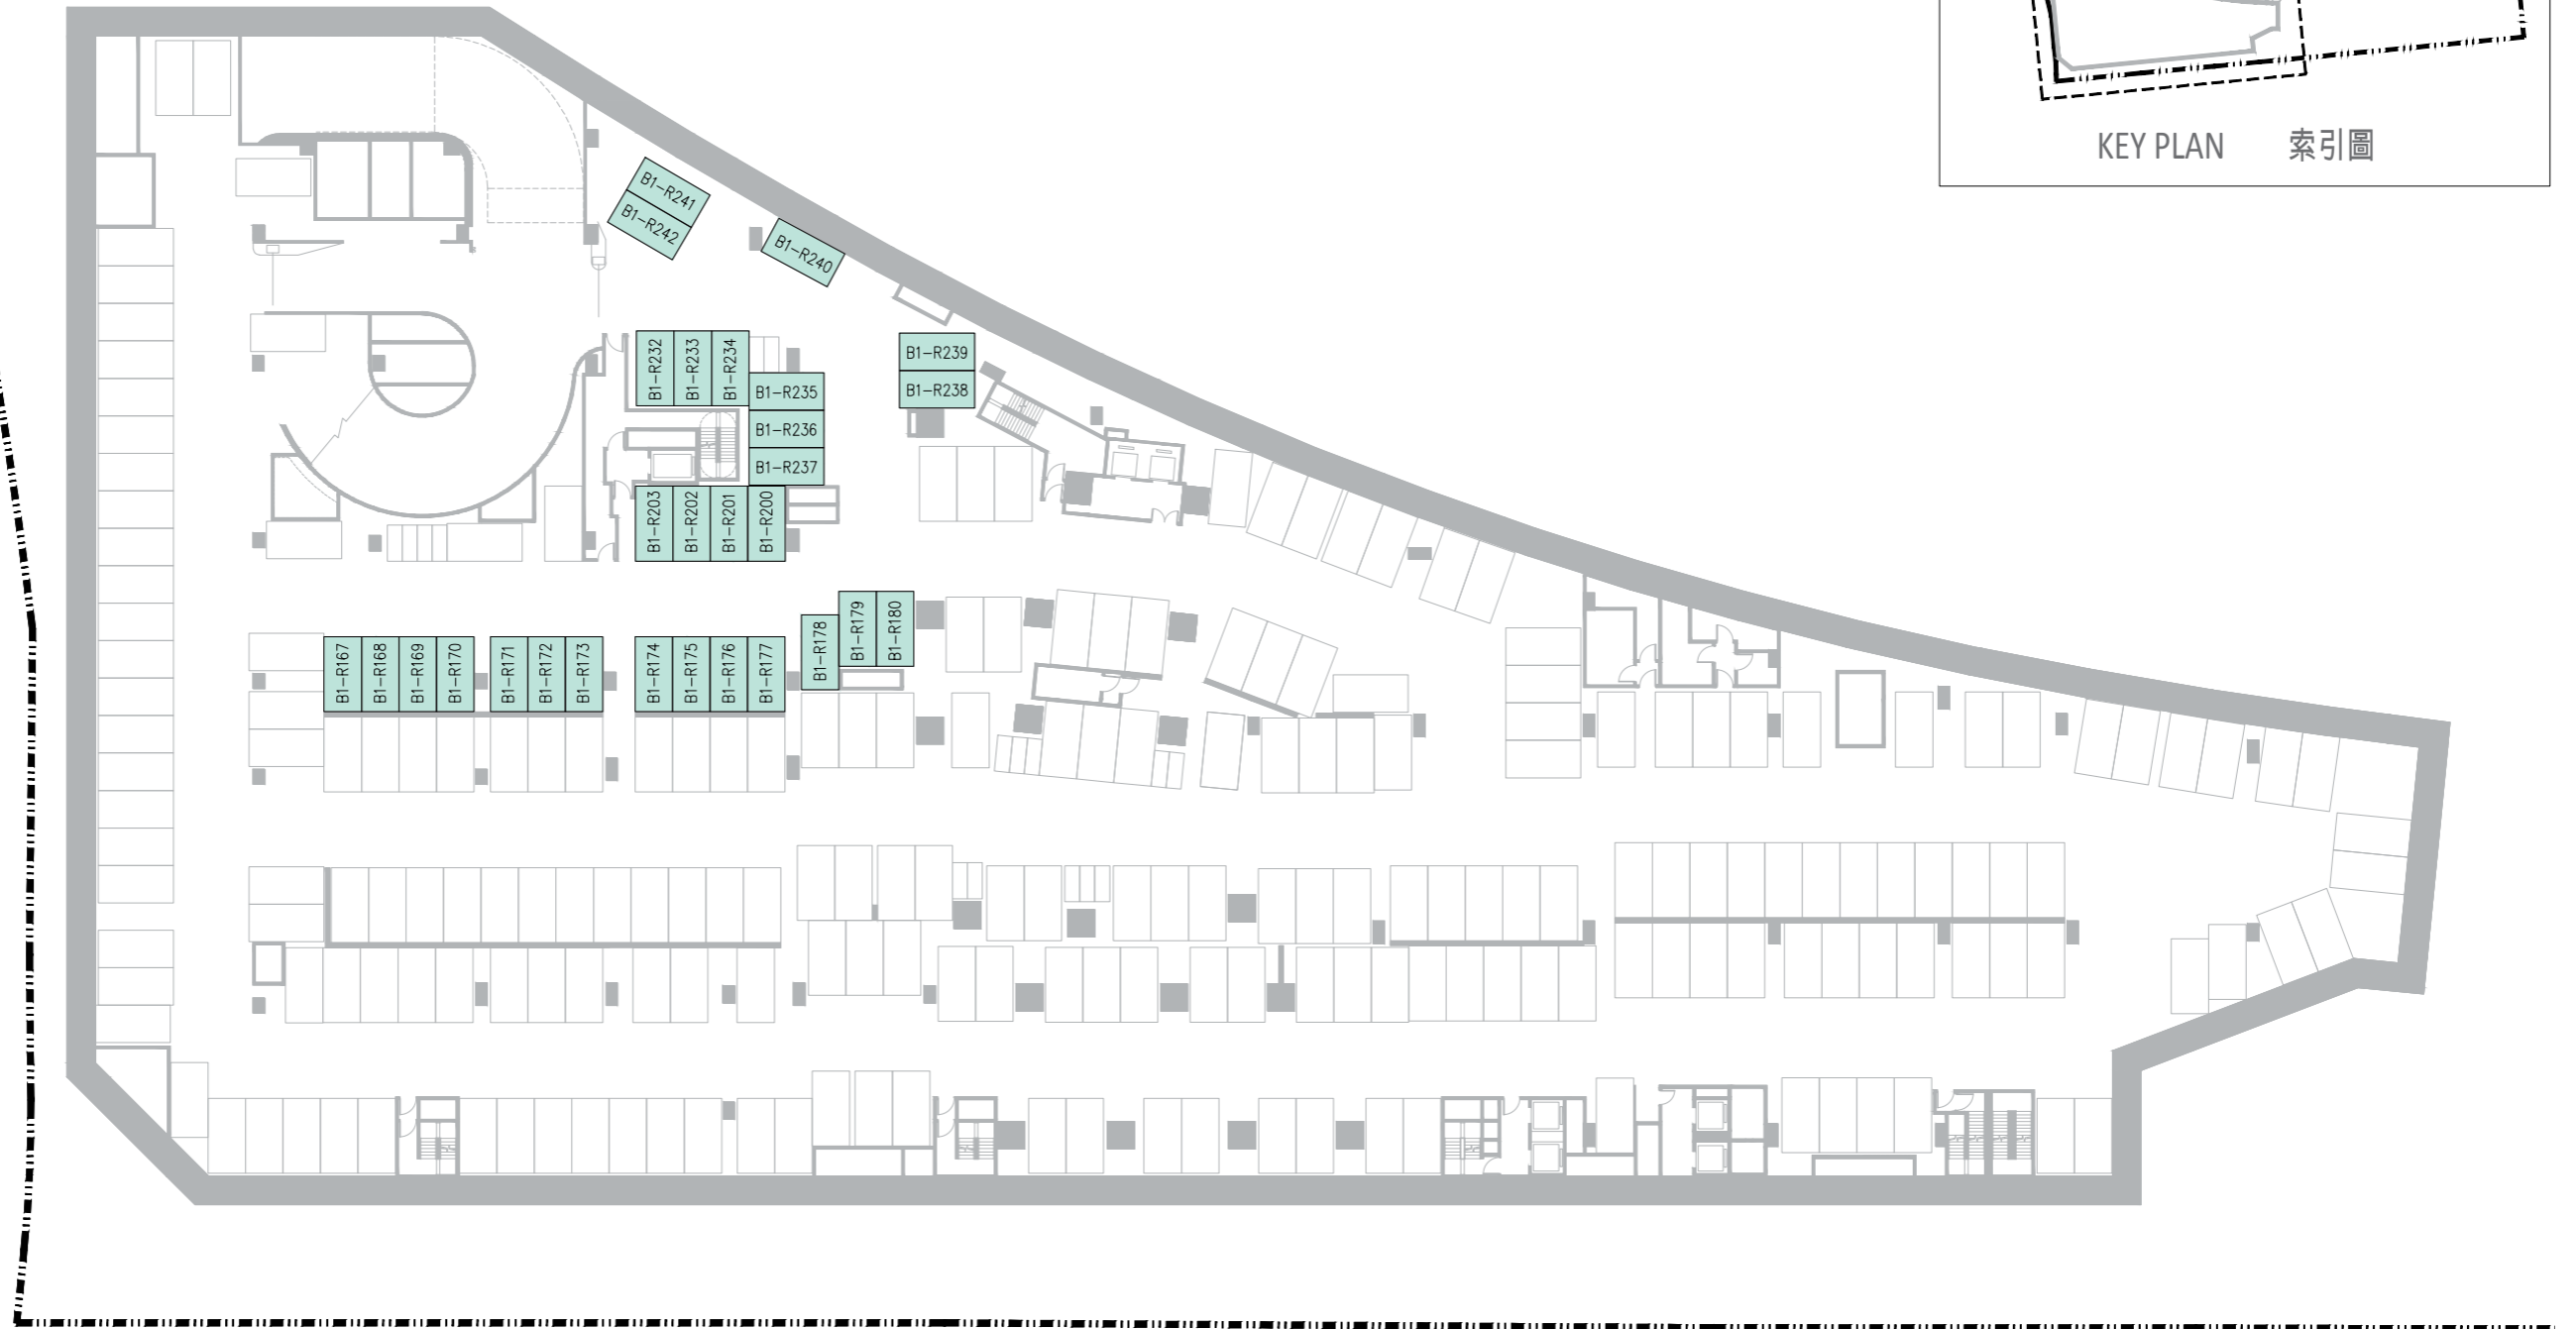 KEY PLAN 索引圖
B1-R241
B1-R242
B1-R240
B1-R232
B1-R233
B1-R234
B1-R239
B1-R238
B1-R235
B1-R236
B1-R237
B1-R203
B1-R202
B1-R201
B1-R200
B1-R178
B1-R179
B1-R180
B1-R167
B1-R168
B1-R169
B1-R170
B1-R171
B1-R172
B1-R173
B1-R174
B1-R175
B1-R176
B1-R177